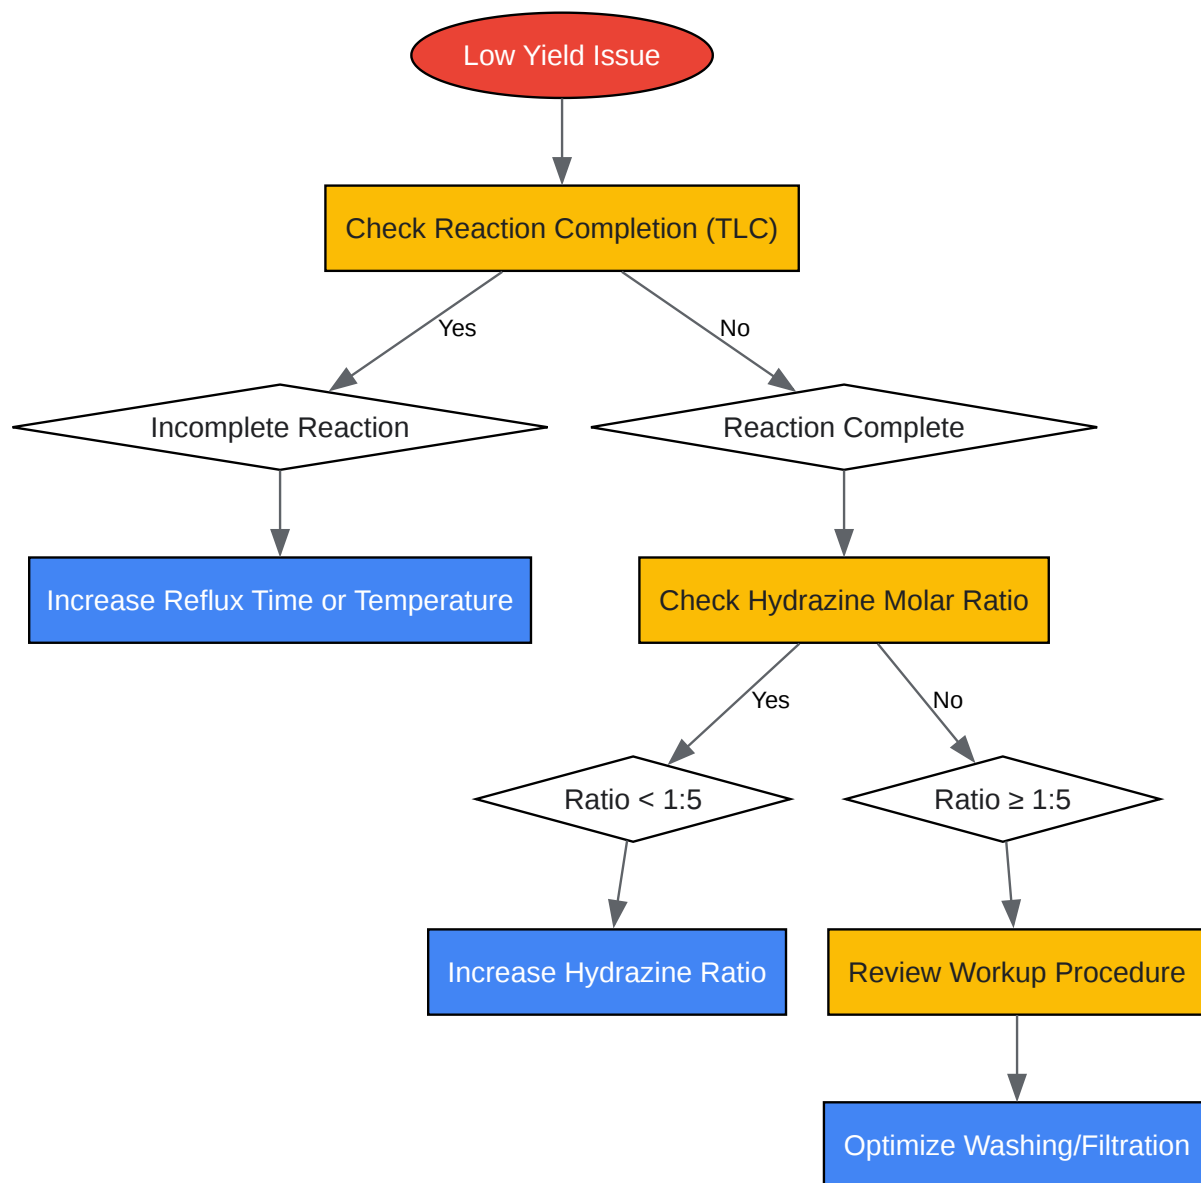 Low Yield Issue
Check Reaction Completion (TLC)
Yes
No
Incomplete Reaction
Reaction Complete
Increase Reflux Time or Temperature
Check Hydrazine Molar Ratio
Yes
No
Ratio < 1:5
Ratio ≥ 1:5
Increase Hydrazine Ratio
Review Workup Procedure
Optimize Washing/Filtration